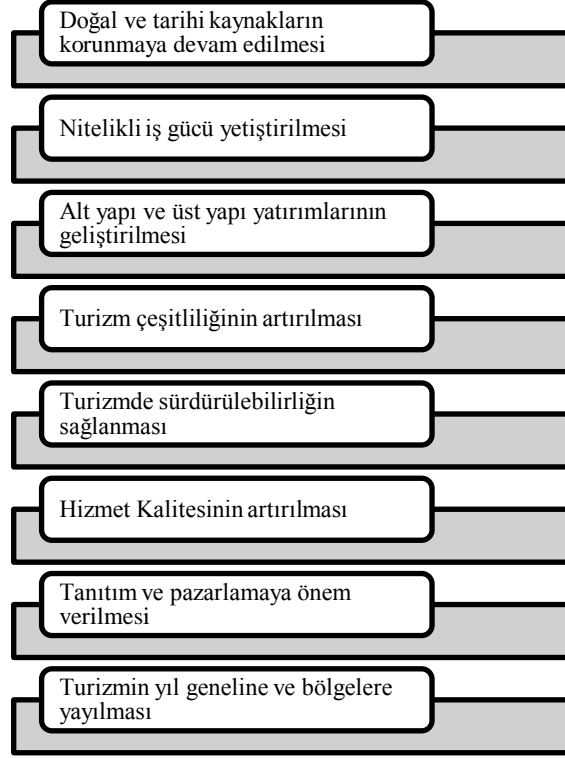 Doğal ve tarihi kaynakların
korunmaya devam edilmesi
Nitelikli iş gücü yetiştirilmesi
Alt yapı ve üst yapı yatırımlarının
geliştirilmesi
Turizm çeşitliliğinin artırılması
Turizmde sürdürülebilirliğin
sağlanması
Hizmet Kalitesinin artırılması
Tanıtım ve pazarlamaya önem
verilmesi
Turizmin yıl geneline ve bölgelere
yayılması